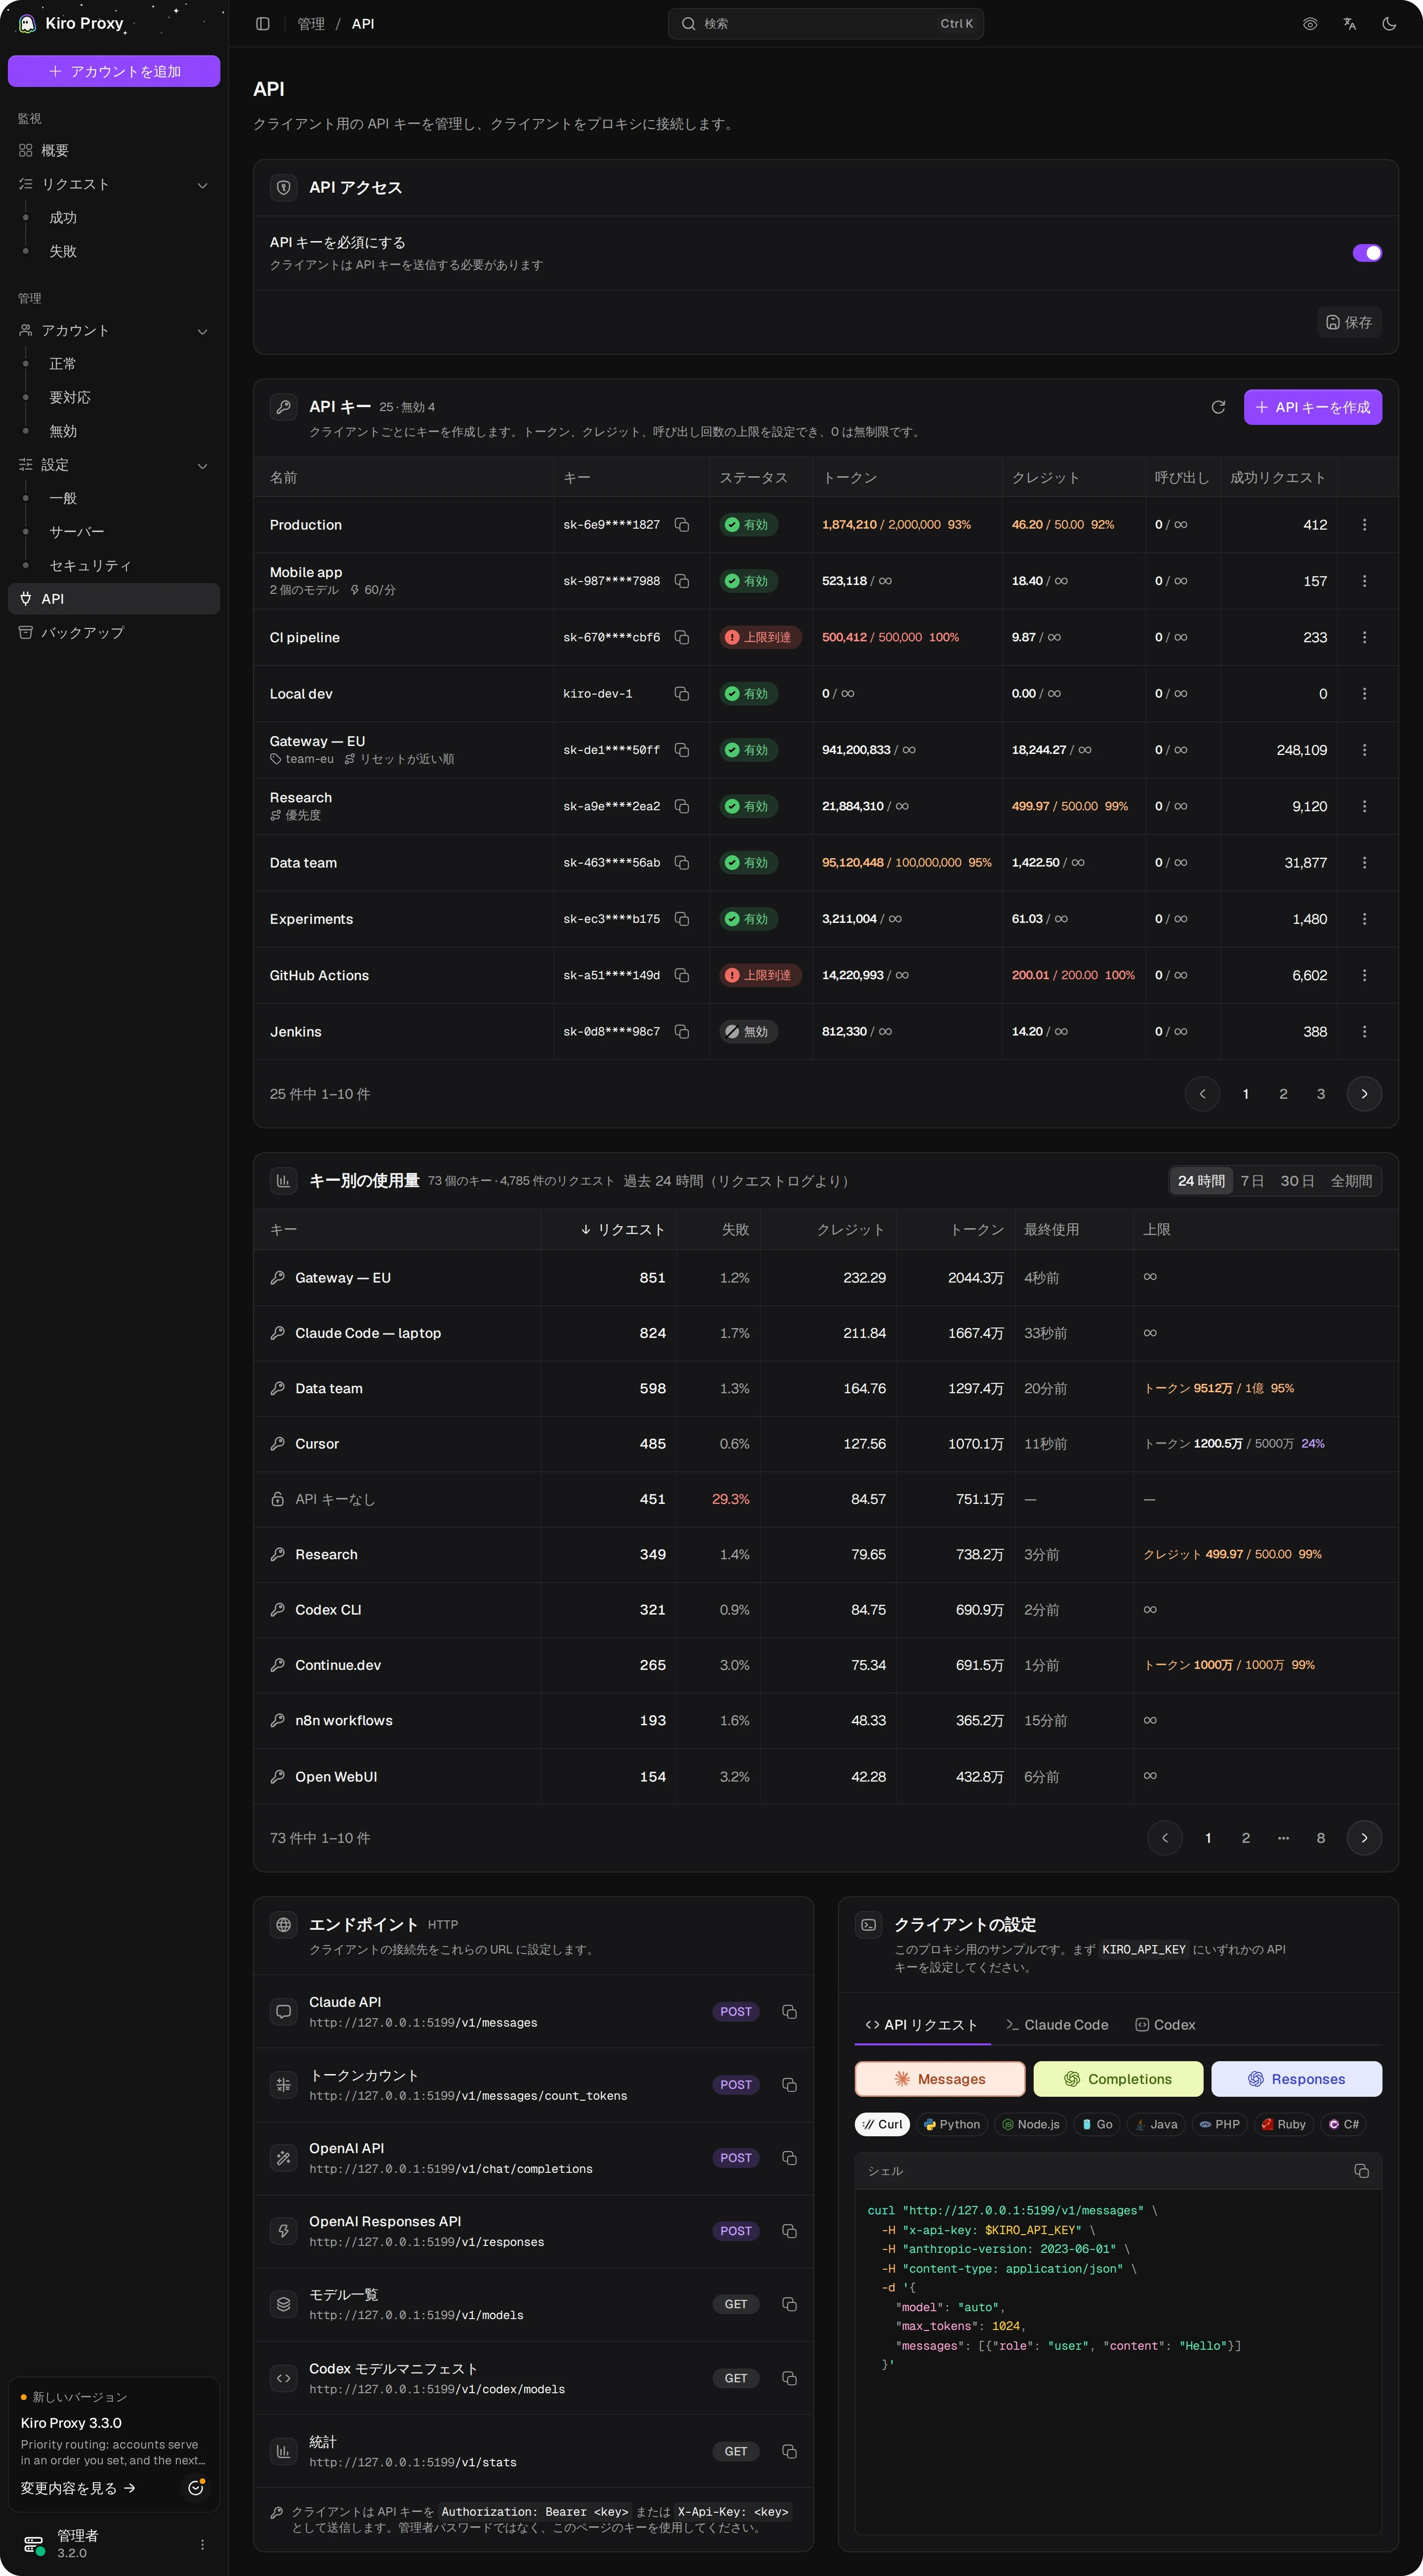 Kiro Proxy
管理 / API
検索
Ctrl K
アカウントを追加
監視
概要
リクエスト
成功
失敗
管理
アカウント
正常
要対応
無効
設定
一般
サーバー
セキュリティ
API
バックアップ
新しいバージョン
Kiro Proxy 3.3.0
Priority routing: accounts serve
in an order you set, and the next...
変更内容を見る →
管理者
3.2.0
API
クライアント用の API キーを管理し、クライアントをプロキシに接続します。
API アクセス
API キーを必須にする
クライアントは API キーを送信する必要があります
保存
API キー 25 · 無効 4
クライアントごとにキーを作成します。トークン、クレジット、呼び出し回数の上限を設定でき、0 は無制限です。
API キーを作成
名前 キー ステータス トークン クレジット 呼び出し 成功リクエスト
Production sk-6e9****1827 有効 1,874,210 / 2,000,000 93% 46.20 / 50.00 92% 0 / ∞ 412
Mobile app sk-987****7988 有効 523,118 / ∞ 18.40 / ∞ 0 / ∞ 157
2 個のモデル 60/分
CI pipeline sk-670****cbf6 上限到達 500,412 / 500,000 100% 9.87 / ∞ 0 / ∞ 233
Local dev kiro-dev-1 有効 0 / ∞ 0.00 / ∞ 0 / ∞ 0
Gateway — EU sk-de1****50ff 有効 941,200,833 / ∞ 18,244.27 / ∞ 0 / ∞ 248,109
team-eu リセットが近い順
Research sk-a9e****2ea2 有効 21,884,310 / ∞ 499.97 / 500.00 99% 0 / ∞ 9,120
優先度
Data team sk-463****56ab 有効 95,120,448 / 100,000,000 95% 1,422.50 / ∞ 0 / ∞ 31,877
Experiments sk-ec3****b175 有効 3,211,004 / ∞ 61.03 / ∞ 0 / ∞ 1,480
GitHub Actions sk-a51****149d 上限到達 14,220,993 / ∞ 200.01 / 200.00 100% 0 / ∞ 6,602
Jenkins sk-0d8****98c7 無効 812,330 / ∞ 14.20 / ∞ 0 / ∞ 388
25 件中 1–10 件
1 2 3
キー別の使用量 73 個のキー · 4,785 件のリクエスト 過去 24 時間（リクエストログより）
24 時間 7 日 30 日 全期間
キー ↓ リクエスト 失敗 クレジット トークン 最終使用 上限
Gateway — EU 851 1.2% 232.29 2044.3万 4秒前 ∞
Claude Code — laptop 824 1.7% 211.84 1667.4万 33秒前 ∞
Data team 598 1.3% 164.76 1297.4万 20分前 トークン 9512万 / 1億 95%
Cursor 485 0.6% 127.56 1070.1万 11秒前 トークン 1200.5万 / 5000万 24%
API キーなし 451 29.3% 84.57 751.1万 — —
Research 349 1.4% 79.65 738.2万 3分前 クレジット 499.97 / 500.00 99%
Codex CLI 321 0.9% 84.75 690.9万 2分前 ∞
Continue.dev 265 3.0% 75.34 691.5万 1分前 トークン 1000万 / 1000万 99%
n8n workflows 193 1.6% 48.33 365.2万 15分前 ∞
Open WebUI 154 3.2% 42.28 432.8万 6分前 ∞
73 件中 1–10 件
1 2 ••• 8
エンドポイント HTTP
クライアントの接続先をこれらの URL に設定します。
Claude API
http://127.0.0.1:5199/v1/messages
POST
トークンカウント
http://127.0.0.1:5199/v1/messages/count_tokens
POST
OpenAI API
http://127.0.0.1:5199/v1/chat/completions
POST
OpenAI Responses API
http://127.0.0.1:5199/v1/responses
POST
モデル一覧
http://127.0.0.1:5199/v1/models
GET
Codex モデルマニフェスト
http://127.0.0.1:5199/v1/codex/models
GET
統計
http://127.0.0.1:5199/v1/stats
GET
クライアントは API キーを Authorization: Bearer <key> または X-Api-Key: <key>
として送信します。管理者パスワードではなく、このページのキーを使用してください。
クライアントの設定
このプロキシ用のサンプルです。まず KIRO_API_KEY にいずれかの API
キーを設定してください。
API リクエスト Claude Code Codex
Messages Completions Responses
Curl Python Node.js Go Java PHP Ruby C#
シェル
curl "http://127.0.0.1:5199/v1/messages" \
-H "x-api-key: $KIRO_API_KEY" \
-H "anthropic-version: 2023-06-01" \
-H "content-type: application/json" \
-d '{
"model": "auto",
"max_tokens": 1024,
"messages": [{"role": "user", "content": "Hello"}]
}'